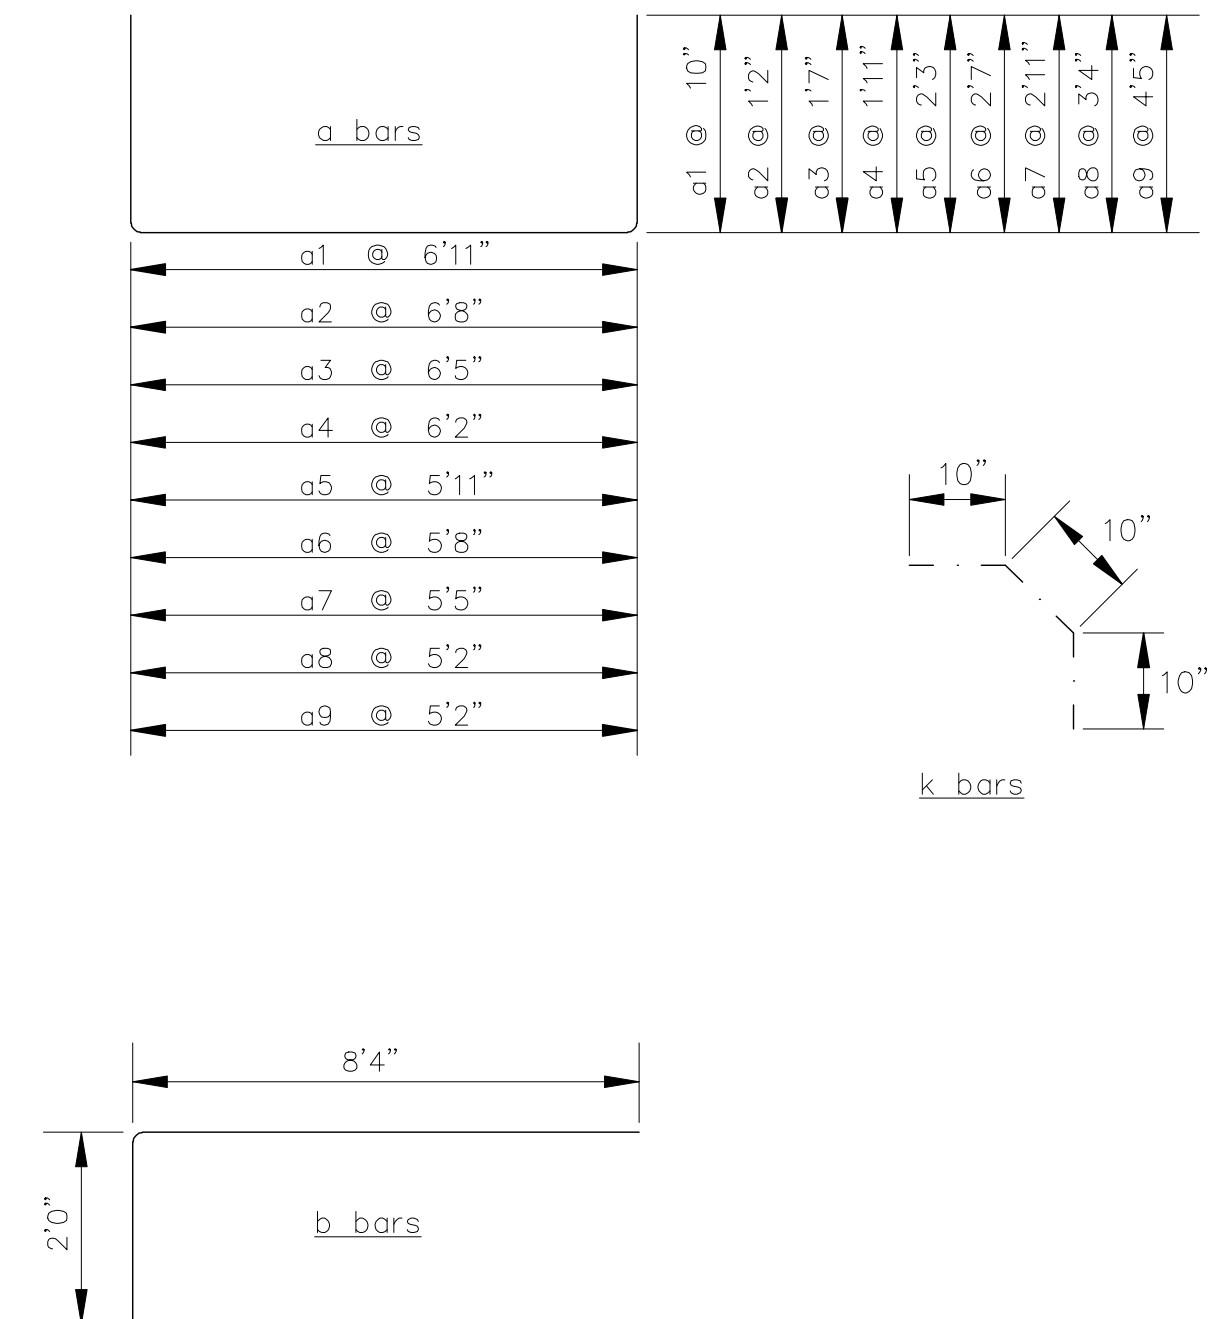 a bars
a1 @ 10”
a2 @ 1’2”
a3 @ 1’7”
a4 @ 1’11”
a5 @ 2’3”
a6 @ 2’7”
a7 @ 2’11”
a8 @ 3’4”
a9 @ 4’5”
a1 @ 6’11”
a2 @ 6’8”
a3 @ 6’5”
a4 @ 6’2”
a5 @ 5’11”
a6 @ 5’8”
a7 @ 5’5”
a8 @ 5’2”
a9 @ 5’2”
10”
10”
10”
k bars
8’4”
2’0”
b bars